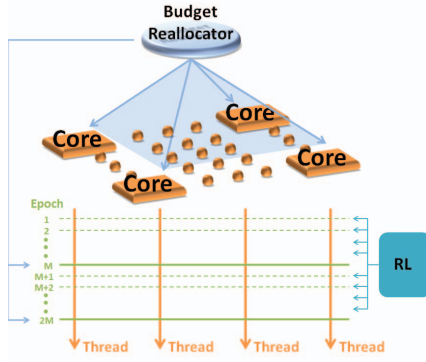 Budget
Reallocator
Core
Core
Core
Core
Epoch
1
2
M
M+1
M+2
2M
RL
Thread
Thread
Thread
Thread